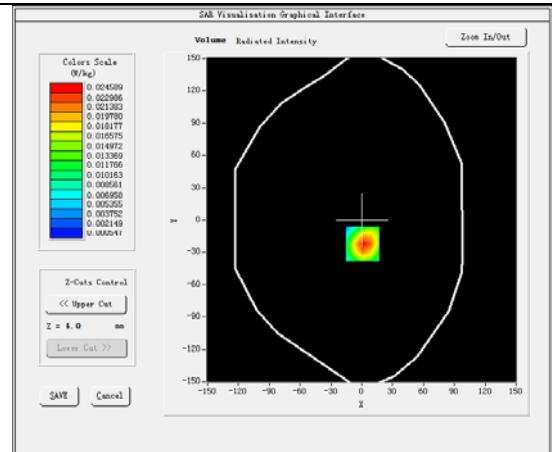 SAR Visualisation Graphical Interface
Volume Radiated Intensity
Zoom In/Out
Colors Scale
(W/kg)
0.024589
0.022986
0.021383
0.019780
0.018177
0.016575
0.014972
0.013369
0.011766
0.010163
0.008561
0.006958
0.005355
0.003752
0.002149
0.000547
150
120
90
60
30
0
-30
-60
-90
-120
-150
Y
-150 -120 -90 -60 -30 0 30 60 90 120 150
X
Z-Cuts Control
<< Upper Cut
Z = 4.0 mm
Lower Cut >>
SAVE Cancel